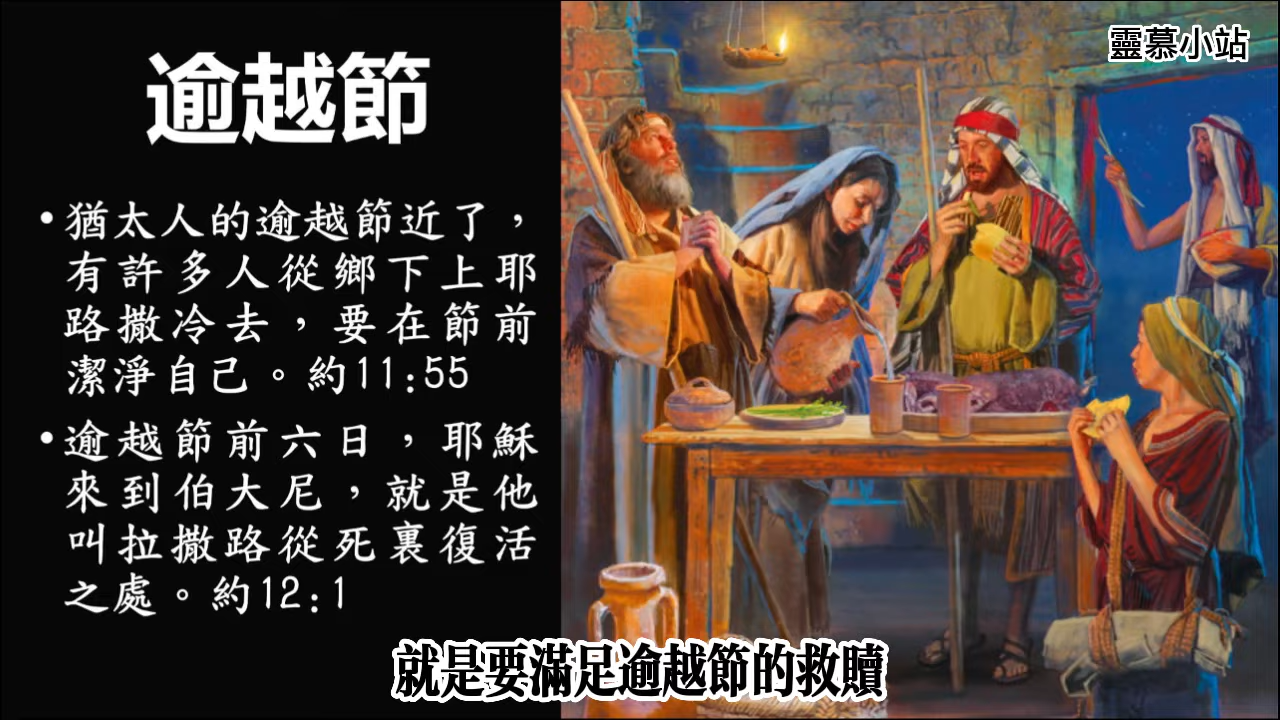 逾越節
靈慕小站
•猶太人的逾越節近了，
有許多人從鄉下上耶
路撒冷去，要在節前
潔淨自己。約11:55
•逾越節前六日，耶穌
來到伯大尼，就是他
叫拉撒路從死裏復活
之處。約12:1
就是要滿足逾越節的救贖